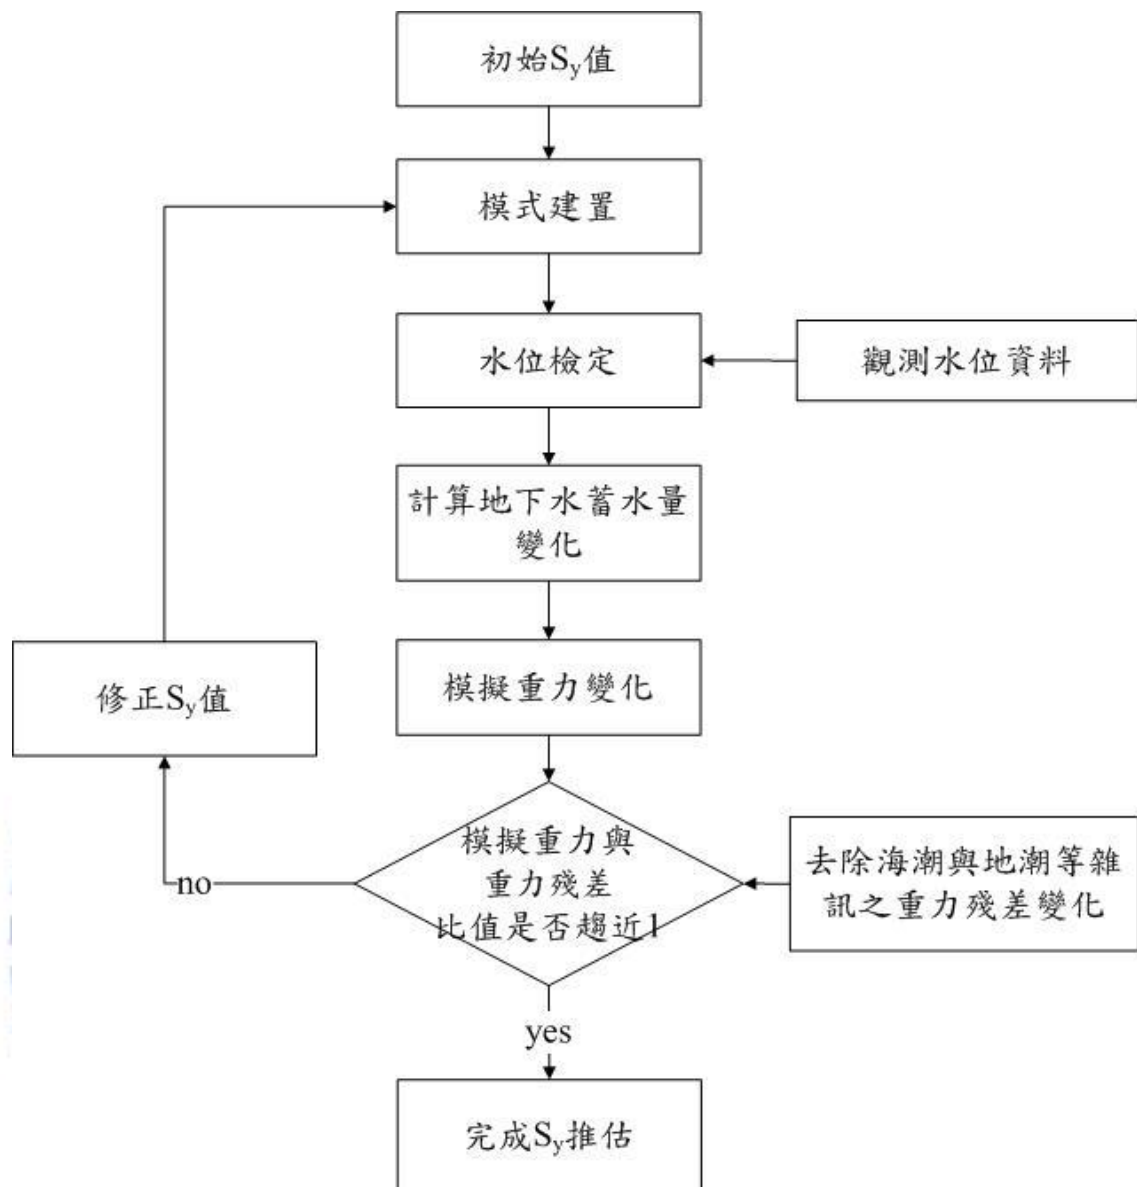 初始Sy值
模式建置
水位檢定
觀測水位資料
計算地下水蓄水量
變化
模擬重力變化
修正Sy值
模擬重力與
重力殘差
比值是否趨近1
去除海潮與地潮等雜
訊之重力殘差變化
no
yes
完成Sy推估